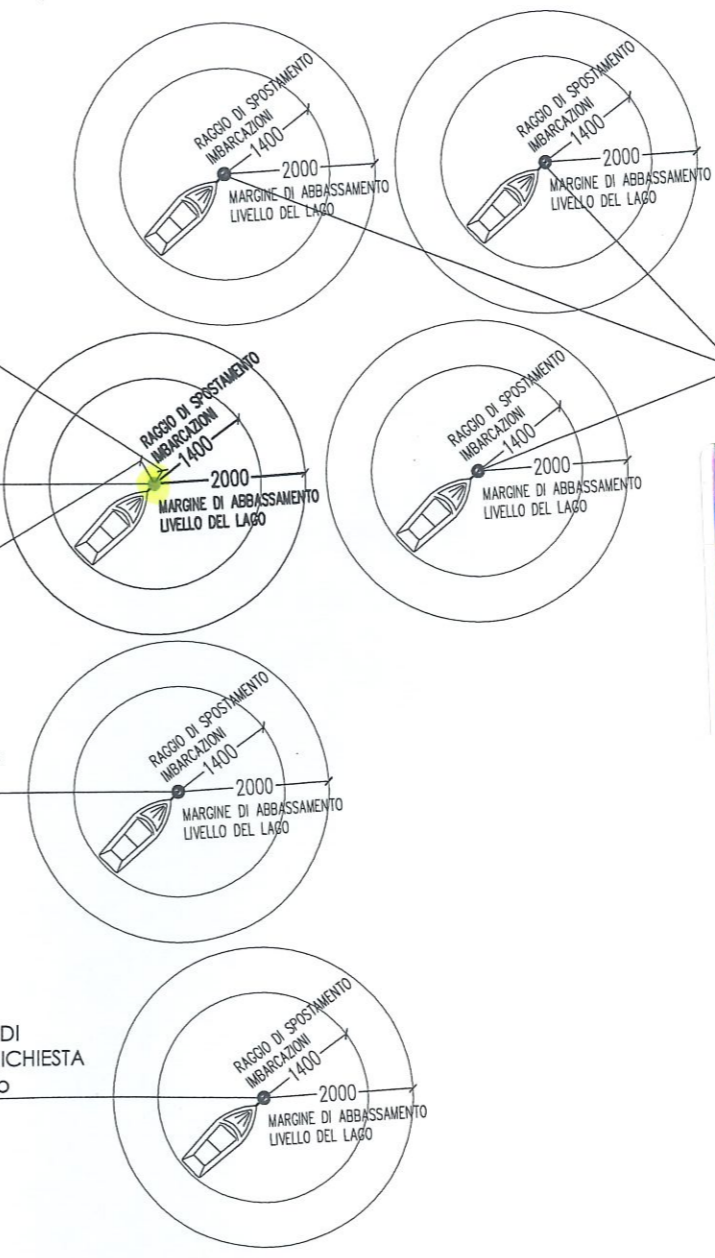 RAGGIO DI SPOSTAMENTO
IMBARCAZIONI
1400
2000
MARGINE DI ABBASSAMENTO
LIVELLO DEL LAGO
RAGGIO DI SPOSTAMENTO
IMBARCAZIONI
1400
2000
MARGINE DI ABBASSAMENTO
LIVELLO DEL LAGO
RAGGIO DI SPOSTAMENTO
IMBARCAZIONI
1400
2000
MARGINE DI ABBASSAMENTO
LIVELLO DEL LAGO
RAGGIO DI SPOSTAMENTO
IMBARCAZIONI
1400
2000
MARGINE DI ABBASSAMENTO
LIVELLO DEL LAGO
RAGGIO DI SPOSTAMENTO
IMBARCAZIONI
1400
2000
MARGINE DI ABBASSAMENTO
LIVELLO DEL LAGO
DI
ICHIESTA
o
RAGGIO DI SPOSTAMENTO
IMBARCAZIONI
1400
2000
MARGINE DI ABBASSAMENTO
LIVELLO DEL LAGO